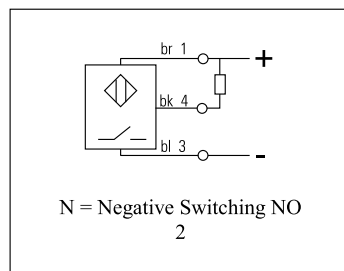 br 1
+
bk 4
bl 3
-
N = Negative Switching NO
2